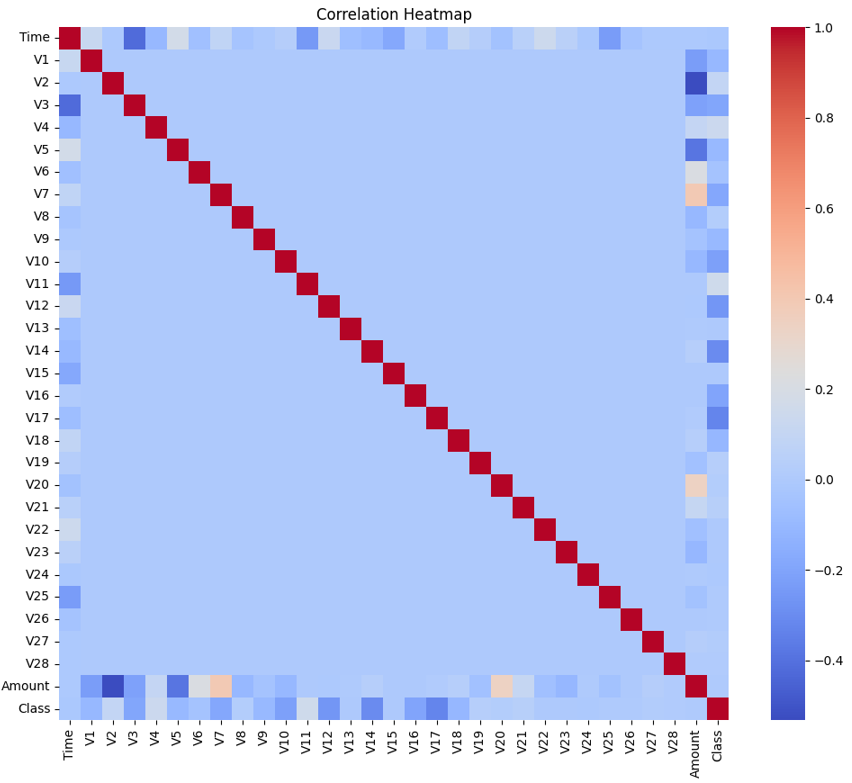 Correlation Heatmap
Time
V1
V2
V3
V4
V5
V6
V7
V8
V9
V10
V11
V12
V13
V14
V15
V16
V17
V18
V19
V20
V21
V22
V23
V24
V25
V26
V27
V28
Amount
Class
Time V1 V2 V3 V4 V5 V6 V7 V8 V9 V10 V11 V12 V13 V14 V15 V16 V17 V18 V19 V20 V21 V22 V23 V24 V25 V26 V27 V28 Amount Class
1.0
0.8
0.6
0.4
0.2
0.0
−0.2
−0.4